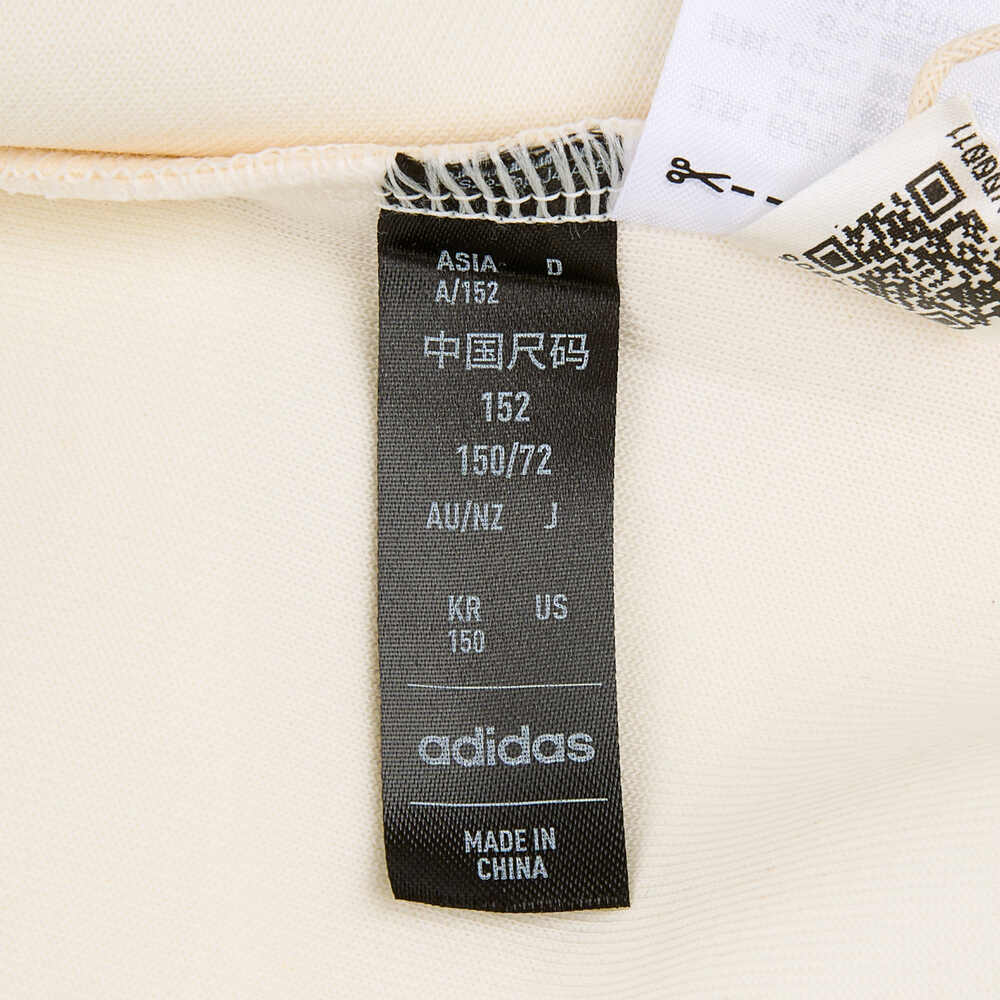 ASIA D
A/152
中国尺码
152
150/72
AU/NZ J
KR US
150
adidas
MADE IN
CHINA